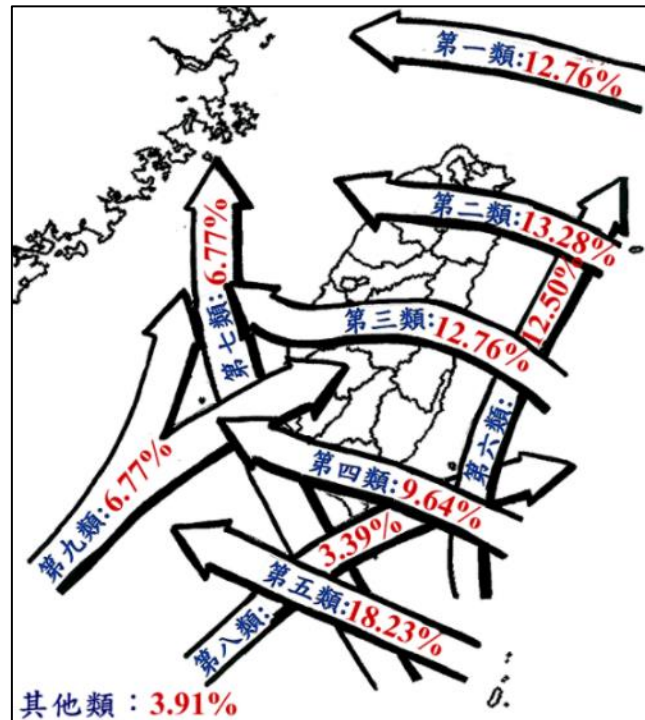 第一類:12.76%
第二類:13.28%
第三類:12.76%
第四類:9.64%
第五類:18.23%
第六類:12.50%
第七類:6.77%
第八類:3.39%
第九類:6.77%
其他類：3.91%